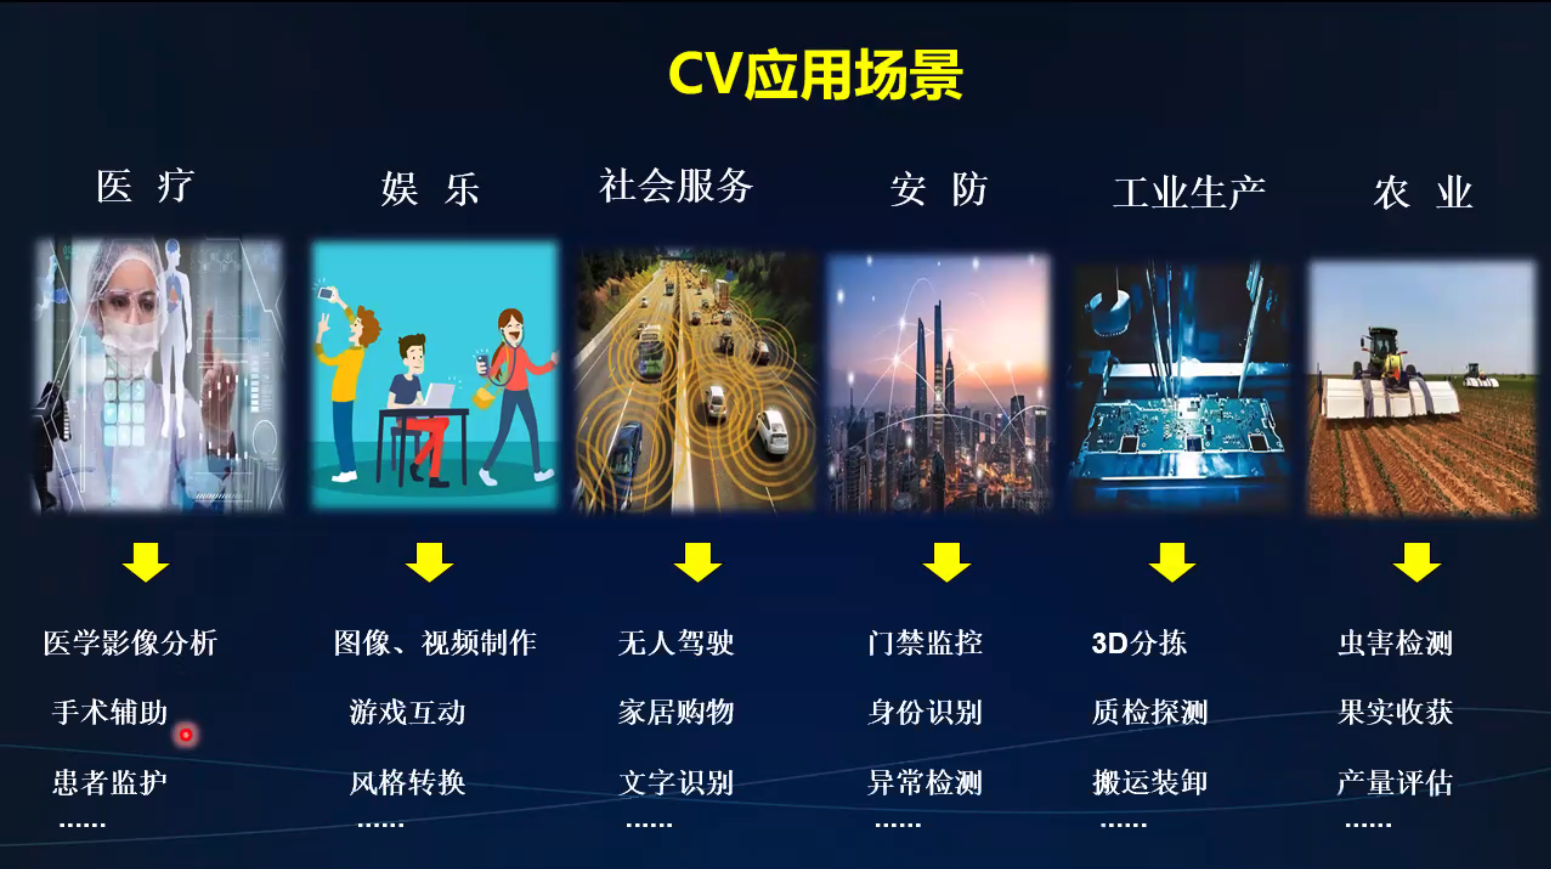 CV应用场景
医 疗
娱 乐
社会服务
安 防
工业生产
农 业
医学影像分析
图像、视频制作
无人驾驶
门禁监控
3D分拣
虫害检测
手术辅助
游戏互动
家居购物
身份识别
质检探测
果实收获
患者监护
风格转换
文字识别
异常检测
搬运装卸
产量评估
......
......
......
......
......
......